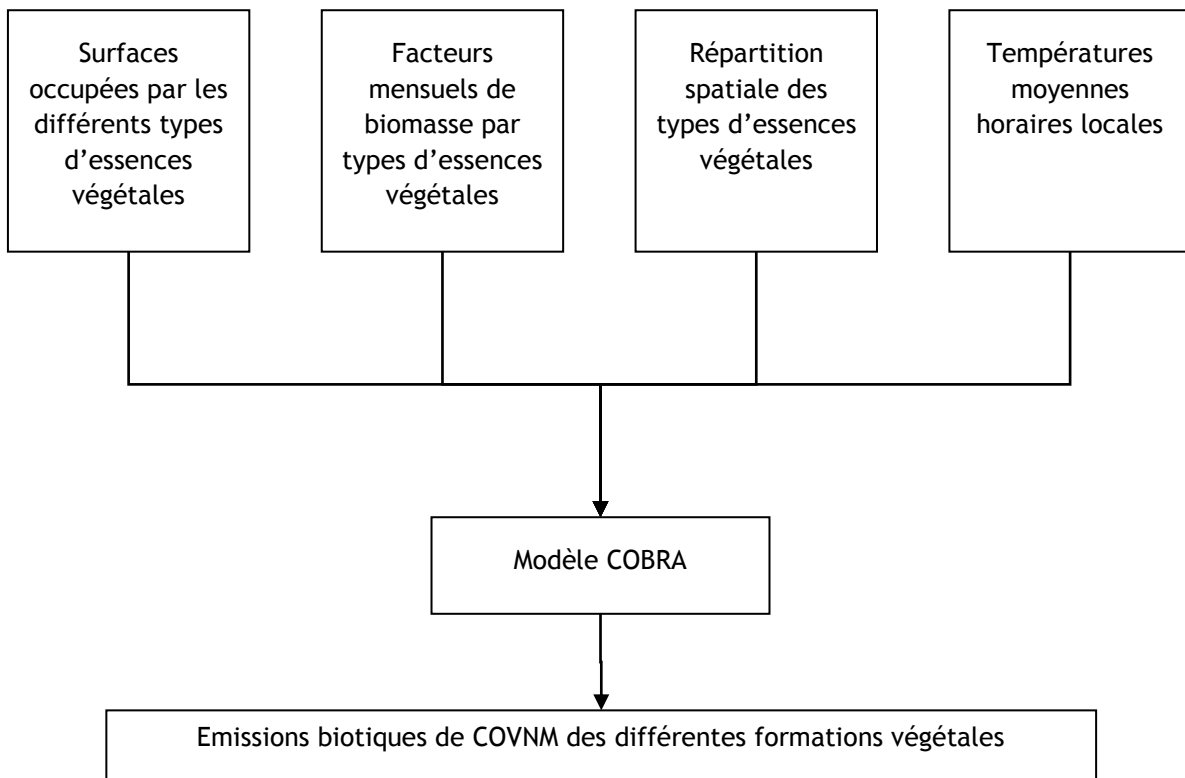 Surfaces
occupées par les
différents types
d’essences
végétales
Facteurs
mensuels de
biomasse par
types d’essences
végétales
Répartition
spatiale des
types d’essences
végétales
Températures
moyennes
horaires locales
Modèle COBRA
Emissions biotiques de COVNM des différentes formations végétales